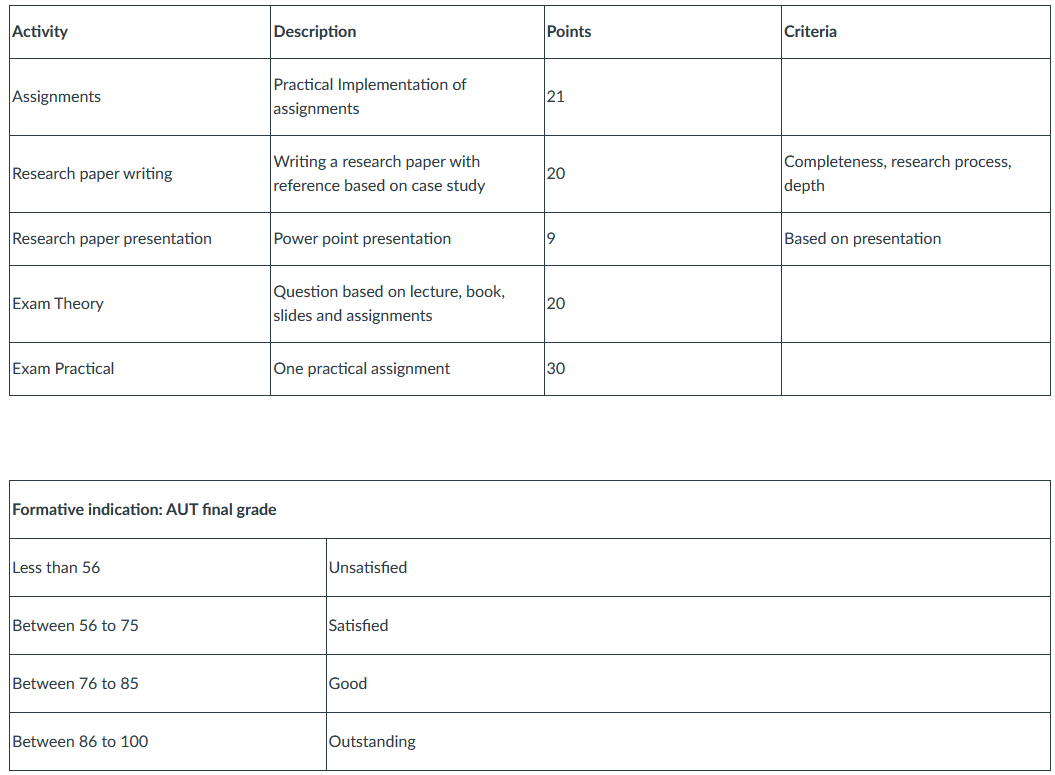 Activity Description Points Criteria
Assignments Practical Implementation of assignments 21
Research paper writing Writing a research paper with reference based on case study 20 Completeness, research process, depth
Research paper presentation Power point presentation 9 Based on presentation
Exam Theory Question based on lecture, book, slides and assignments 20
Exam Practical One practical assignment 30
Formative indication: AUT final grade
Less than 56 Unsatisfied
Between 56 to 75 Satisfied
Between 76 to 85 Good
Between 86 to 100 Outstanding